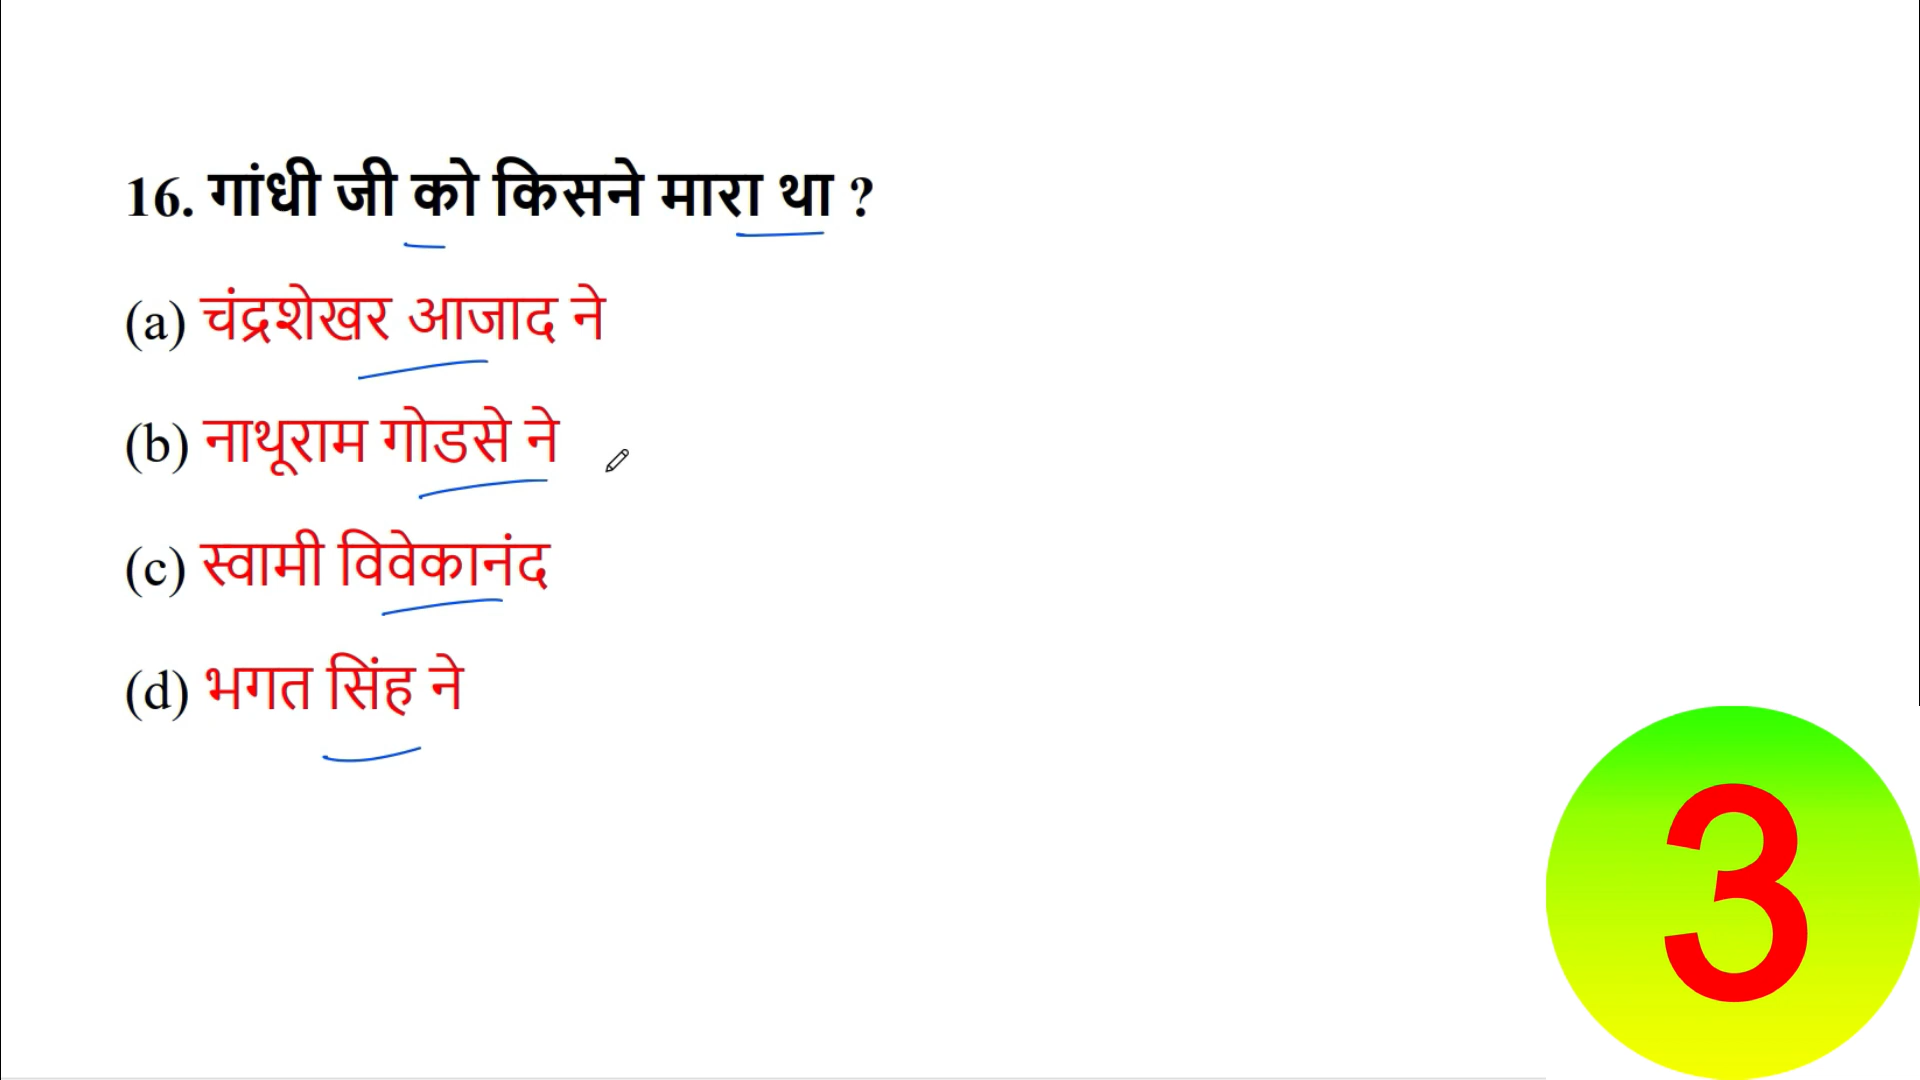 16. गांधी जी को किसने मारा था ?
(a) चंद्रशेखर आजाद ने
(b) नाथूराम गोडसे ने
(c) स्वामी विवेकानंद
(d) भगत सिंह ने
3